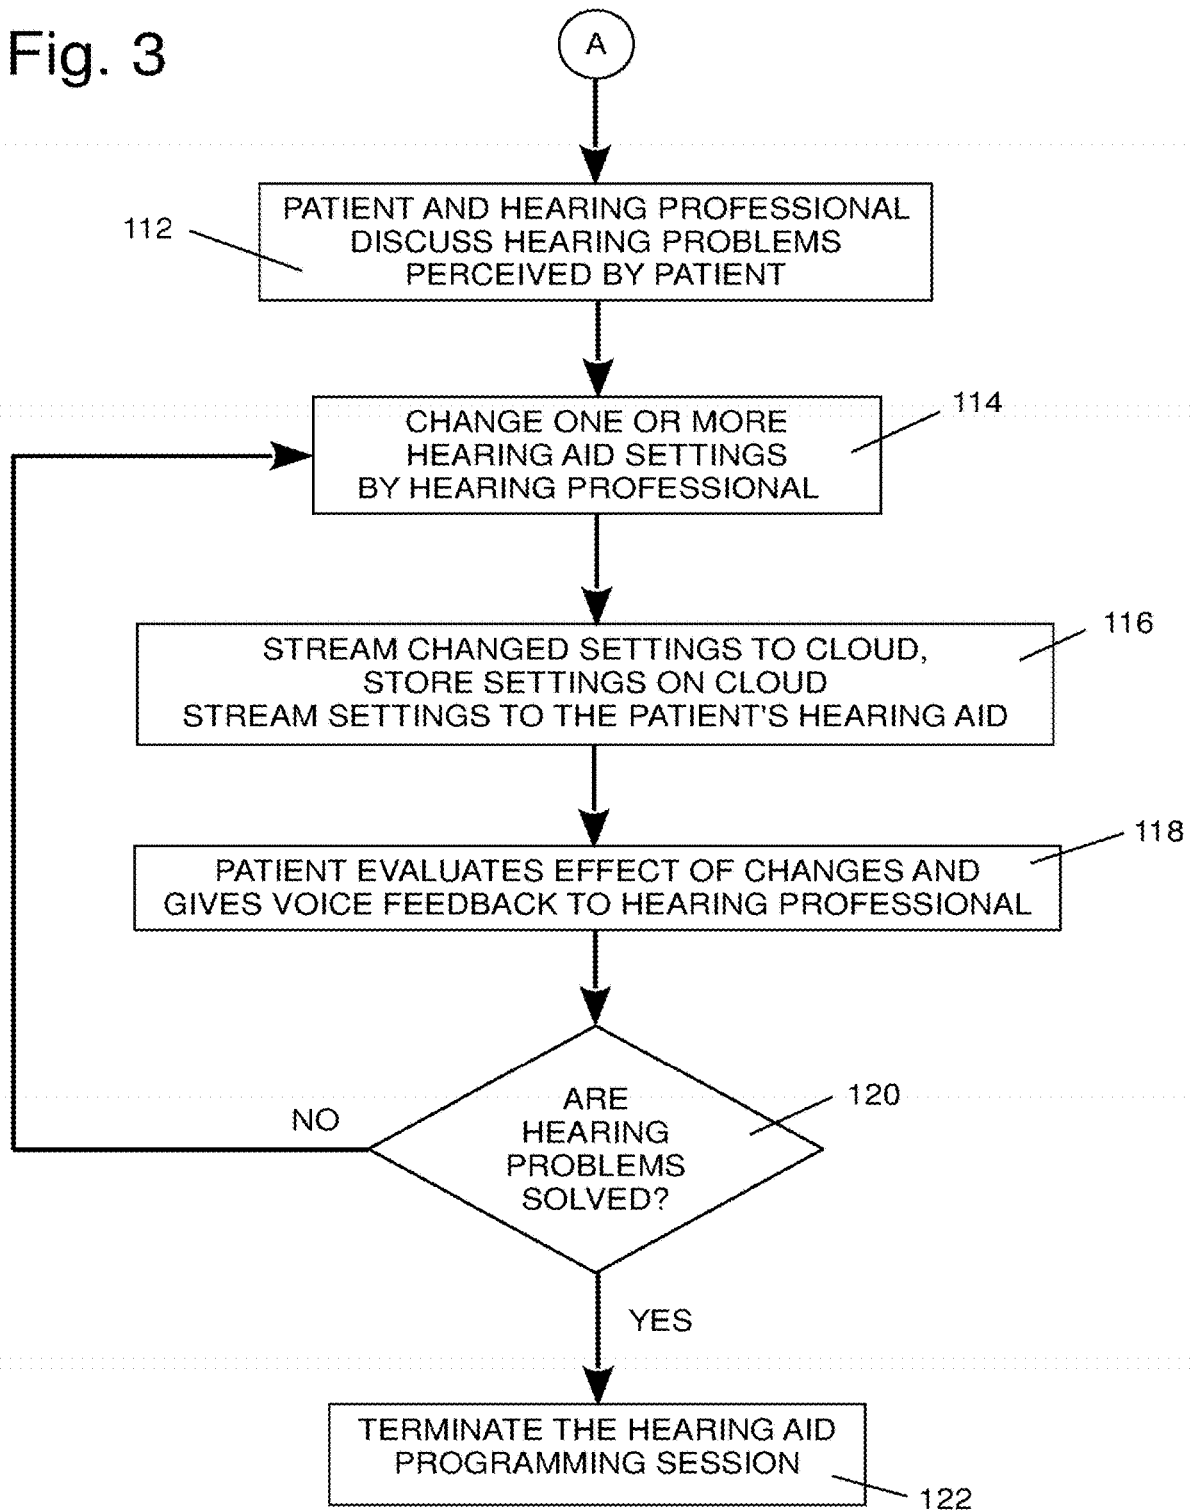 Fig. 3
A
112
PATIENT AND HEARING PROFESSIONAL
DISCUSS HEARING PROBLEMS
PERCEIVED BY PATIENT
114
CHANGE ONE OR MORE
HEARING AID SETTINGS
BY HEARING PROFESSIONAL
116
STREAM CHANGED SETTINGS TO CLOUD,
STORE SETTINGS ON CLOUD
STREAM SETTINGS TO THE PATIENT'S HEARING AID
118
PATIENT EVALUATES EFFECT OF CHANGES AND
GIVES VOICE FEEDBACK TO HEARING PROFESSIONAL
120
ARE
HEARING
PROBLEMS
SOLVED?
NO
YES
TERMINATE THE HEARING AID
PROGRAMMING SESSION
122